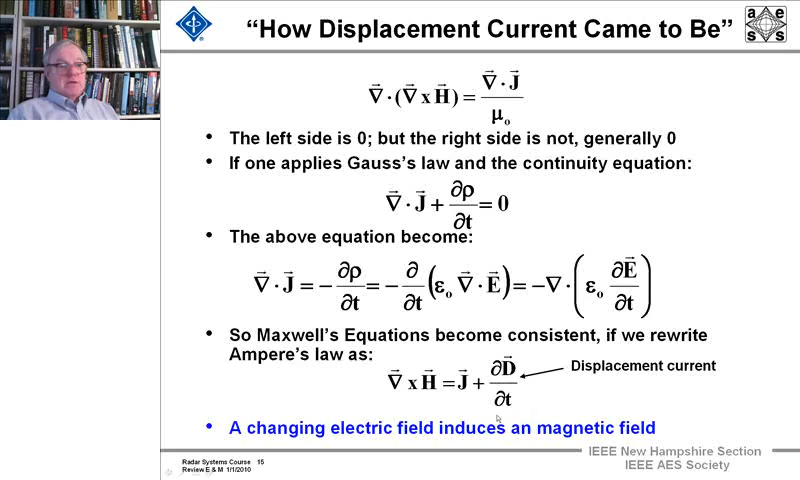 “How Displacement Current Came to Be”
a e
s s
∇⃗ · (∇⃗ x H⃗) = ∇⃗ · J⃗ / μₒ
• The left side is 0; but the right side is not, generally 0
• If one applies Gauss’s law and the continuity equation:
∇⃗ · J⃗ + ∂ρ/∂t = 0
• The above equation become:
∇⃗ · J⃗ = − ∂ρ/∂t = − ∂/∂t (εₒ ∇⃗ · E⃗) = −∇ · (εₒ ∂E⃗/∂t)
• So Maxwell’s Equations become consistent, if we rewrite
Ampere’s law as:
∇⃗ x H⃗ = J⃗ + ∂D⃗/∂t
Displacement current
• A changing electric field induces an magnetic field
Radar Systems Course 15
Review E & M 1/1/2010
IEEE New Hampshire Section
IEEE AES Society